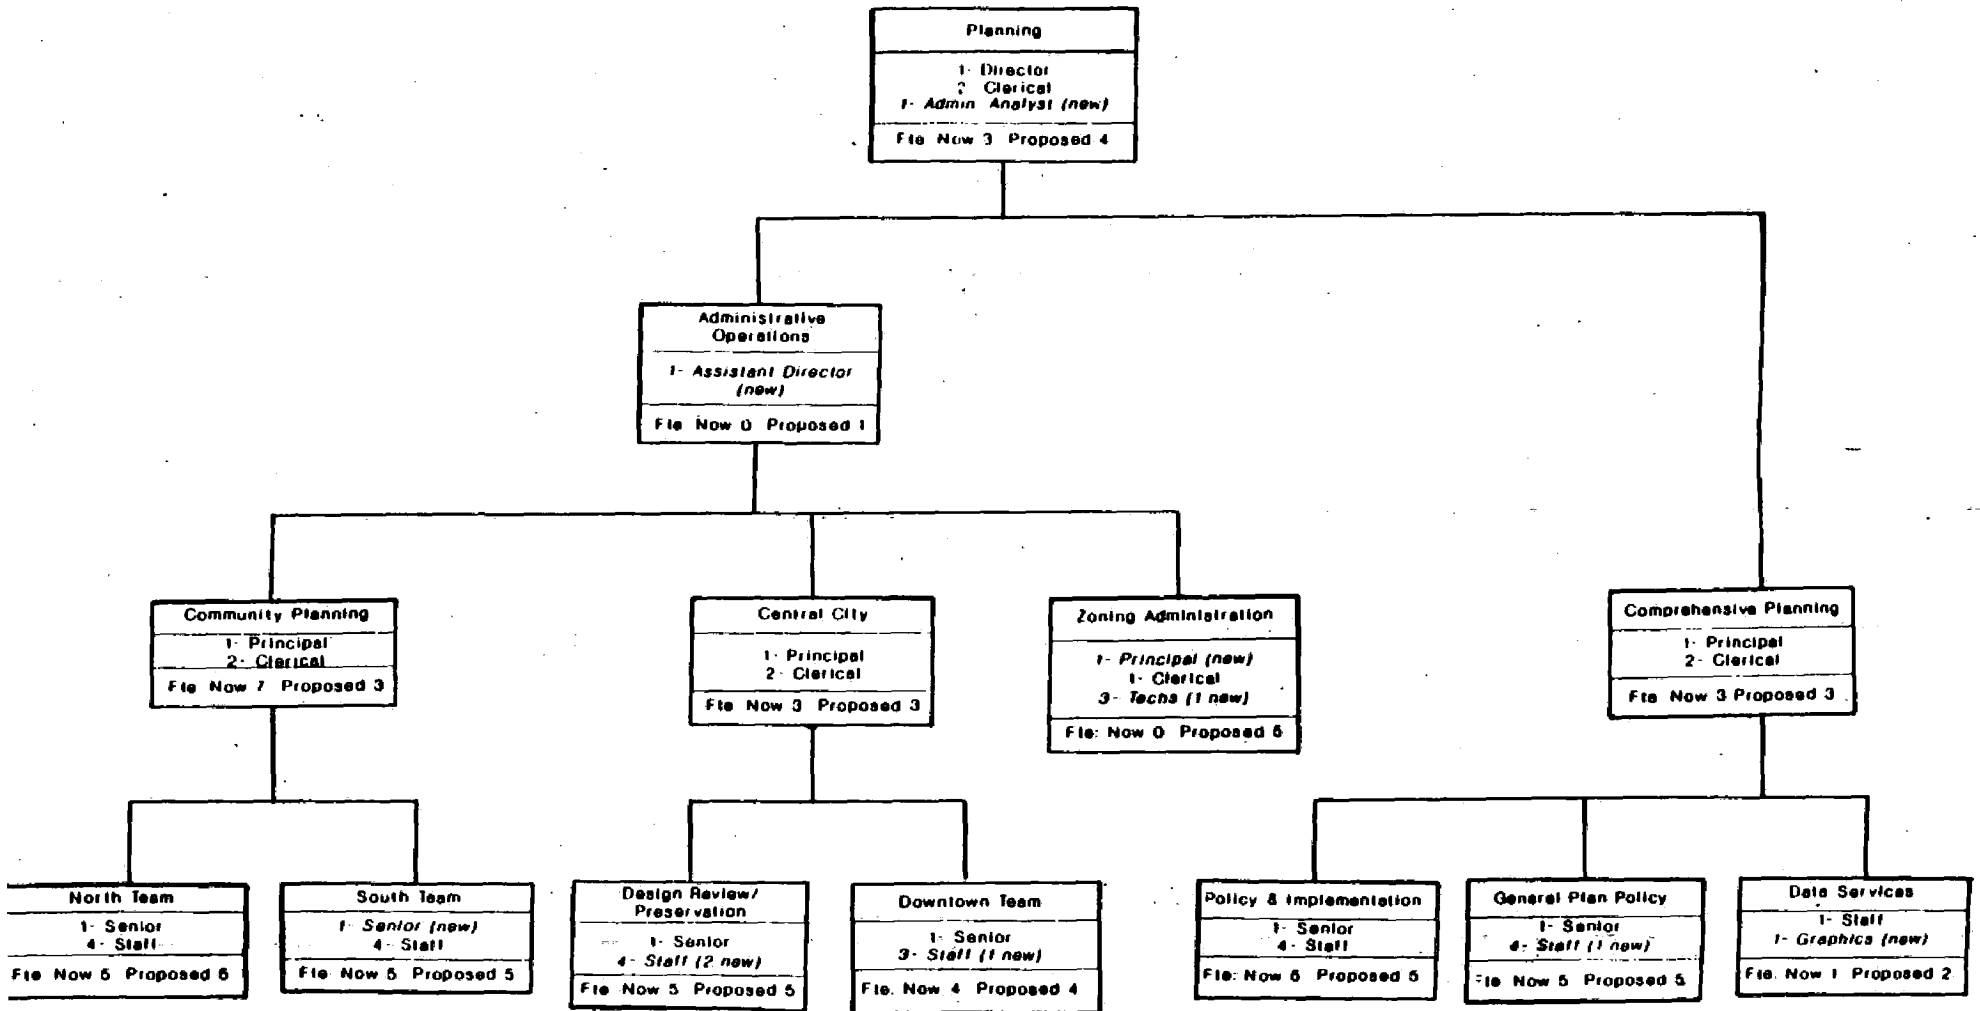 Planning
1- Director
2 Clerical
1- Admin Analyst (new)
Fte Now 3 Proposed 4
Administrative
Operations
1- Assistant Director
(new)
Fte Now 0 Proposed 1
Community Planning
1- Principal
2- Clerical
Fte Now 7 Proposed 3
Central City
1- Principal
2- Clerical
Fte Now 3 Proposed 3
Zoning Administration
1- Principal (new)
1- Clerical
3- Techs (1 new)
Fte: Now 0 Proposed 5
Comprehensive Planning
1- Principal
2- Clerical
Fte Now 3 Proposed 3
North Team
1- Senior
4- Staff
Fte Now 5 Proposed 5
South Team
1- Senior (new)
4- Staff
Fte Now 5 Proposed 5
Design Review/
Preservation
1- Senior
4- Staff (2 new)
Fte Now 5 Proposed 5
Downtown Team
1- Senior
3- Staff (1 new)
Fte. Now 4 Proposed 4
Policy & Implementation
1- Senior
4- Staff
Fte: Now 5 Proposed 5
General Plan Policy
1- Senior
4- Staff (1 new)
Fte Now 5 Proposed 5
Data Services
1- Staff
1- Graphics (new)
Fte. Now 1 Proposed 2